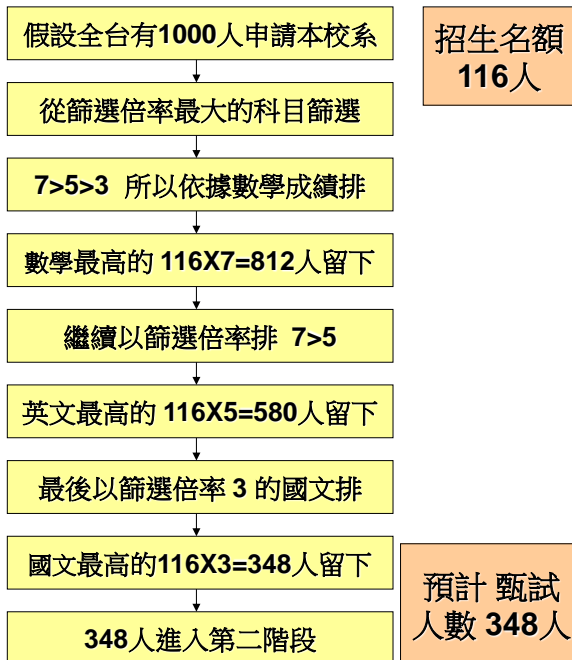 假設全台有1000人申請本校系
招生名額
116人
從篩選倍率最大的科目篩選
7>5>3 所以依據數學成績排
數學最高的 116X7=812人留下
繼續以篩選倍率排 7>5
英文最高的 116X5=580人留下
最後以篩選倍率 3 的國文排
國文最高的116X3=348人留下
預計 甄試
人數 348人
348人進入第二階段